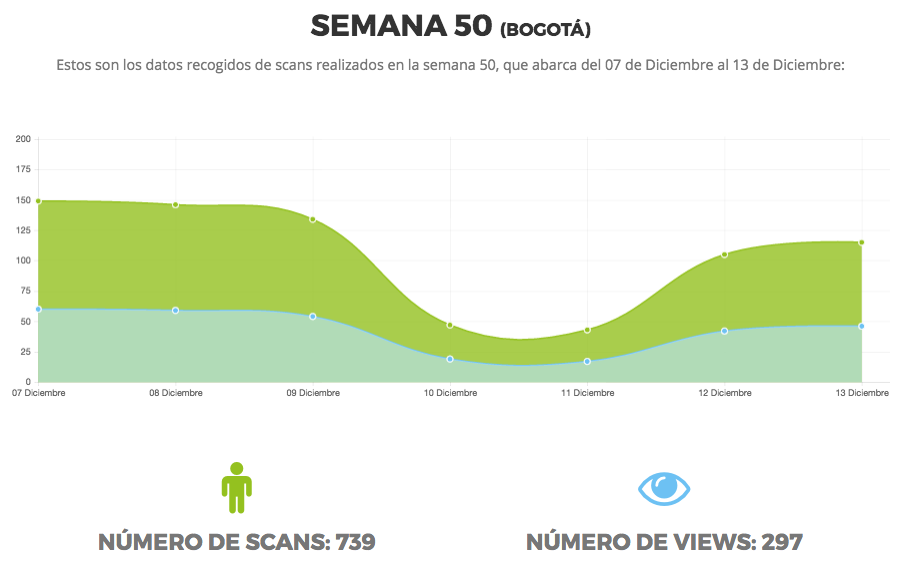 SEMANA 50 (BOGOTÁ)
Estos son los datos recogidos de scans realizados en la semana 50, que abarca del 07 de Diciembre al 13 de Diciembre:
200
175
150
125
100
75
50
25
0
07 Diciembre 08 Diciembre 09 Diciembre 10 Diciembre 11 Diciembre 12 Diciembre 13 Diciembre
NÚMERO DE SCANS: 739 NÚMERO DE VIEWS: 297